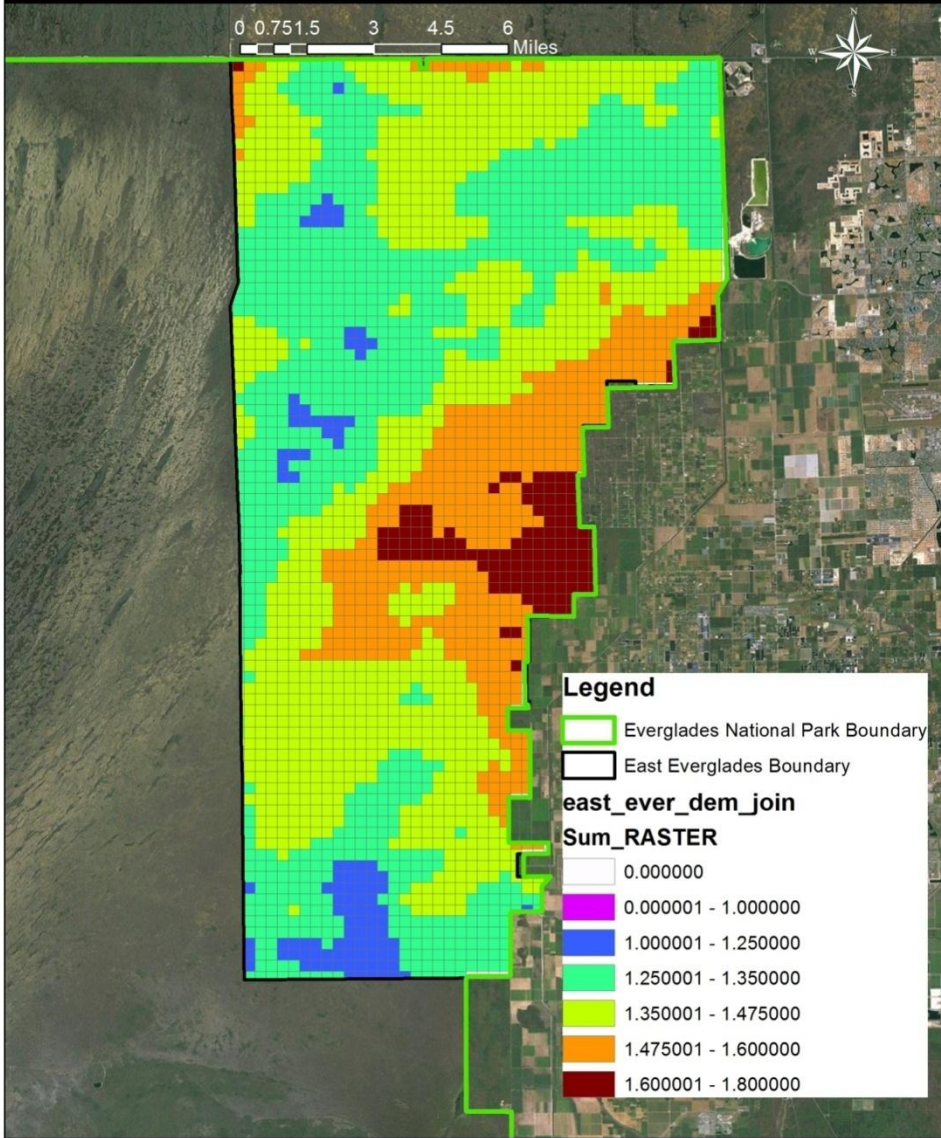 0 0.75 1.5 3 4.5 6
Miles
N
W E
S
Legend
Everglades National Park Boundary
East Everglades Boundary
east_ever_dem_join
Sum_RASTER
0.000000
0.000001 - 1.000000
1.000001 - 1.250000
1.250001 - 1.350000
1.350001 - 1.475000
1.475001 - 1.600000
1.600001 - 1.800000